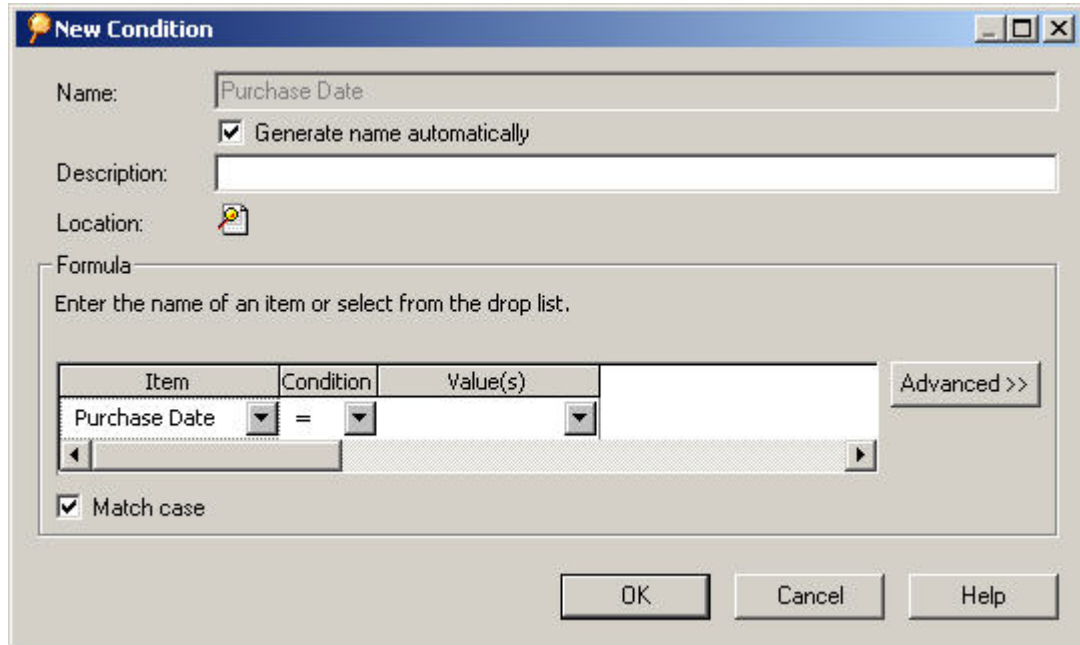 New Condition
Name: Purchase Date
Generate name automatically
Description:
Location:
Formula
Enter the name of an item or select from the drop list.
Item Condition Value(s)
Advanced >>
Purchase Date =
Match case
OK Cancel Help